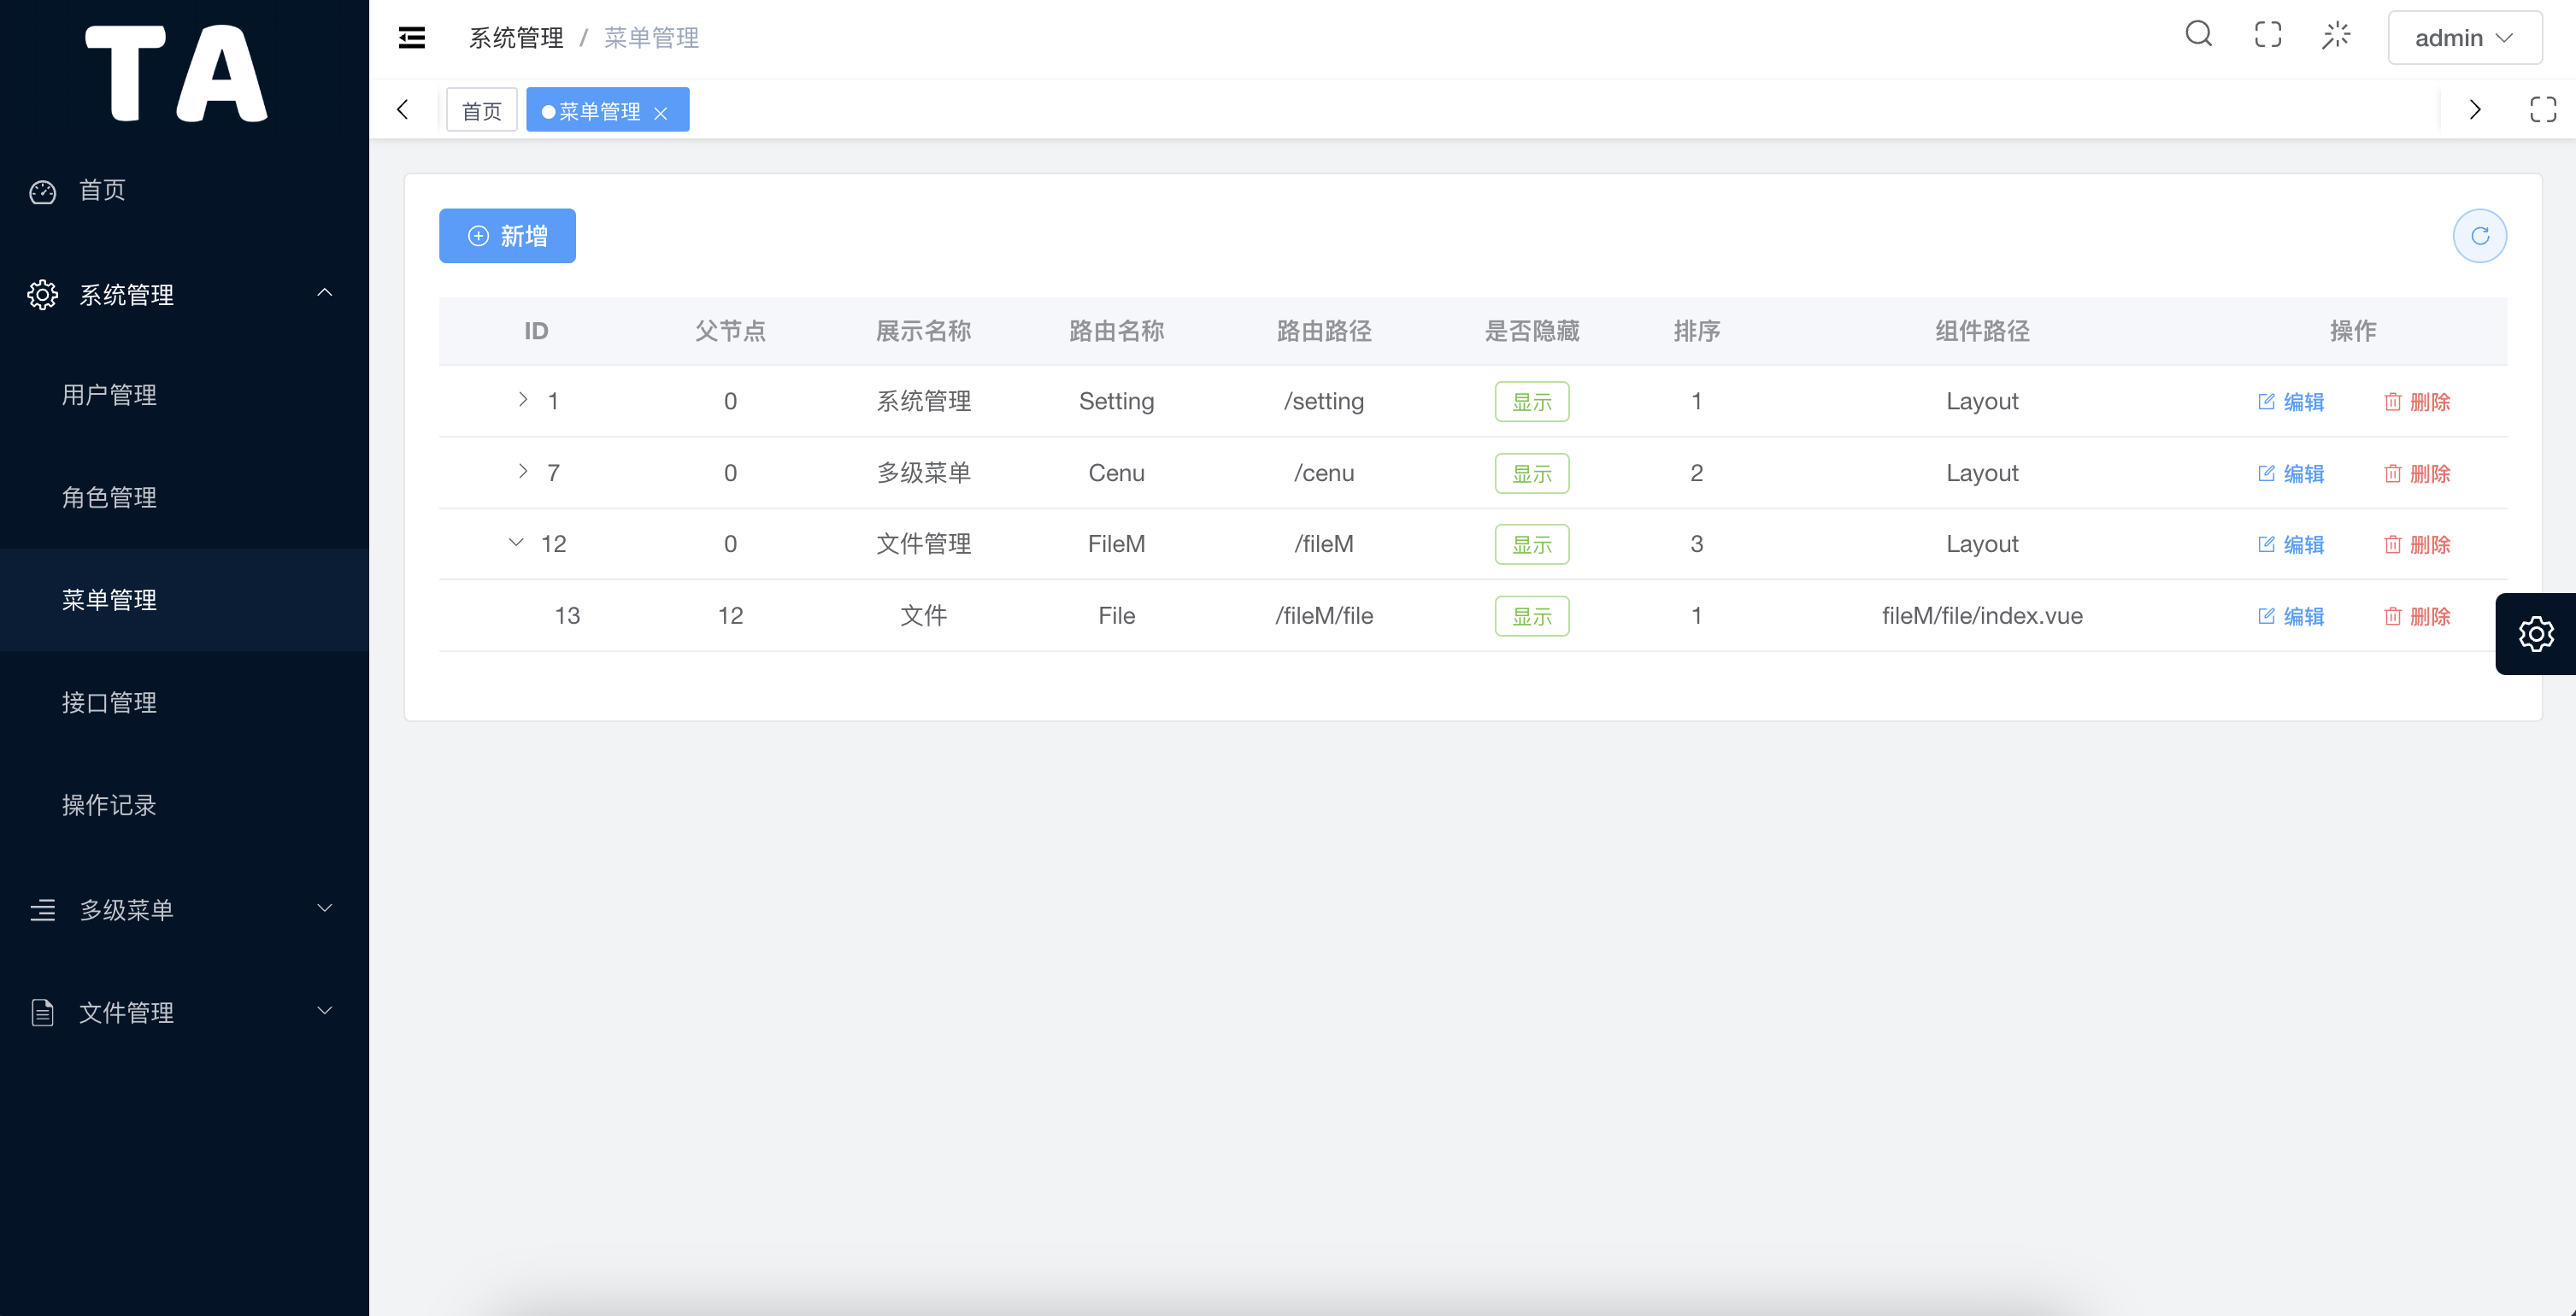 TA
首页
系统管理
用户管理
角色管理
菜单管理
接口管理
操作记录
多级菜单
文件管理
系统管理 / 菜单管理
admin
首页 菜单管理
新增
ID 父节点 展示名称 路由名称 路由路径 是否隐藏 排序 组件路径 操作
1 0 系统管理 Setting /setting 显示 1 Layout 编辑 删除
7 0 多级菜单 Cenu /cenu 显示 2 Layout 编辑 删除
12 0 文件管理 FileM /fileM 显示 3 Layout 编辑 删除
13 12 文件 File /fileM/file 显示 1 fileM/file/index.vue 编辑 删除